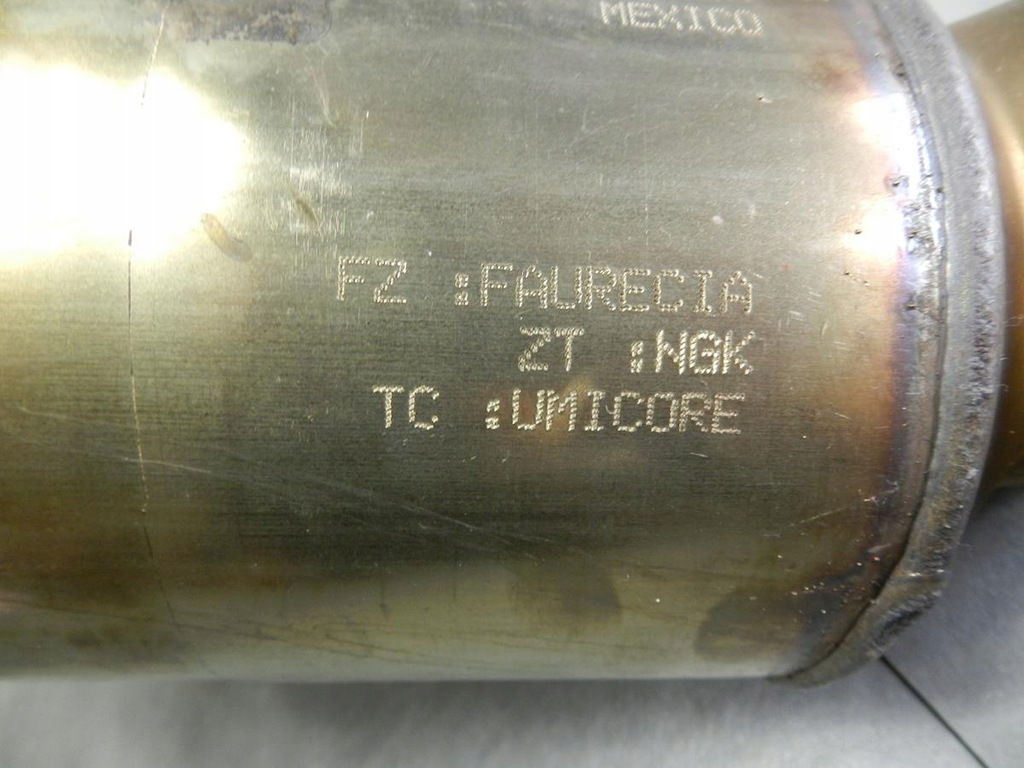 MEXICO
FZ :FAURECIA
ZT :NGK
TC :UMICORE